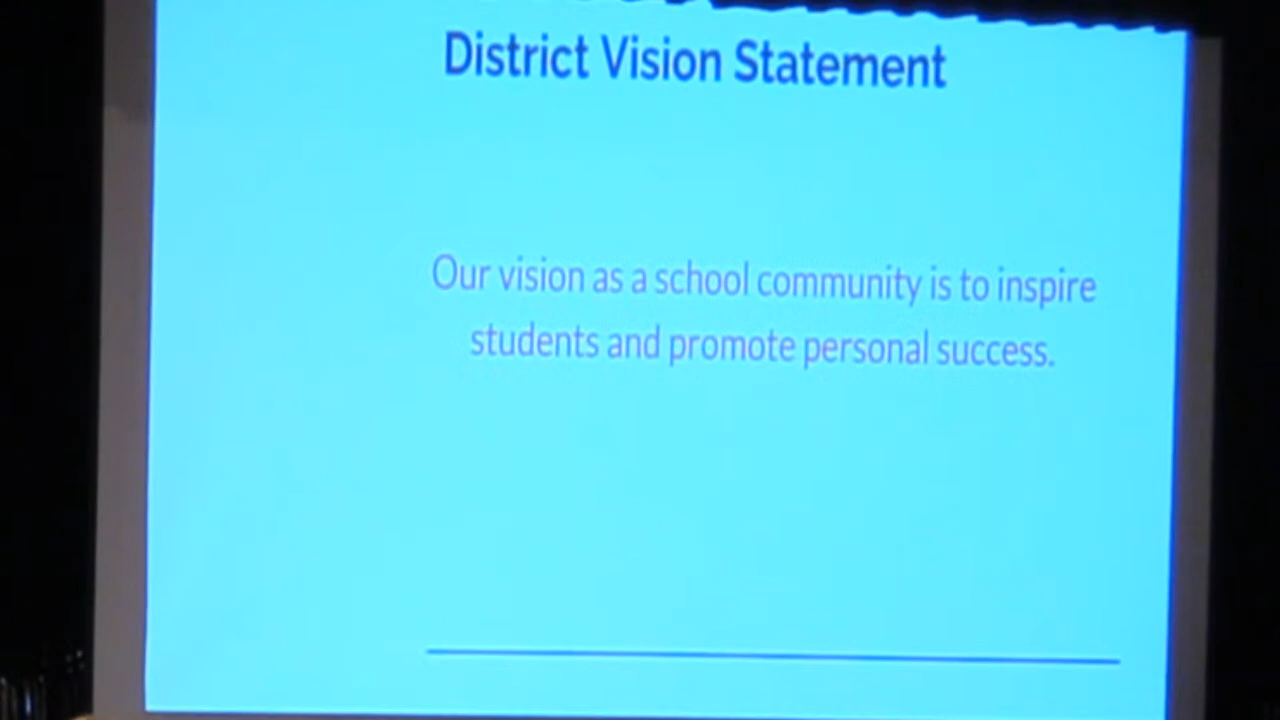 District Vision Statement
Our vision as a school community is to inspire
students and promote personal success.